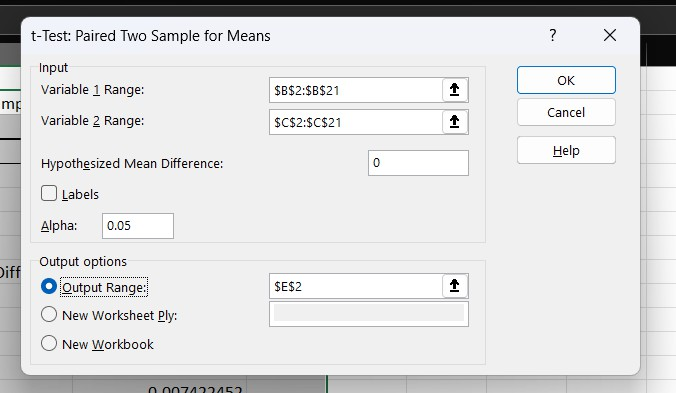 t-Test: Paired Two Sample for Means
?
Input
Variable 1 Range:
$B$2:$B$21
OK
Variable 2 Range:
$C$2:$C$21
Cancel
Hypothesized Mean Difference:
0
Help
Labels
Alpha:
0.05
Output options
Output Range:
$E$2
New Worksheet Ply:
New Workbook
0.007422452